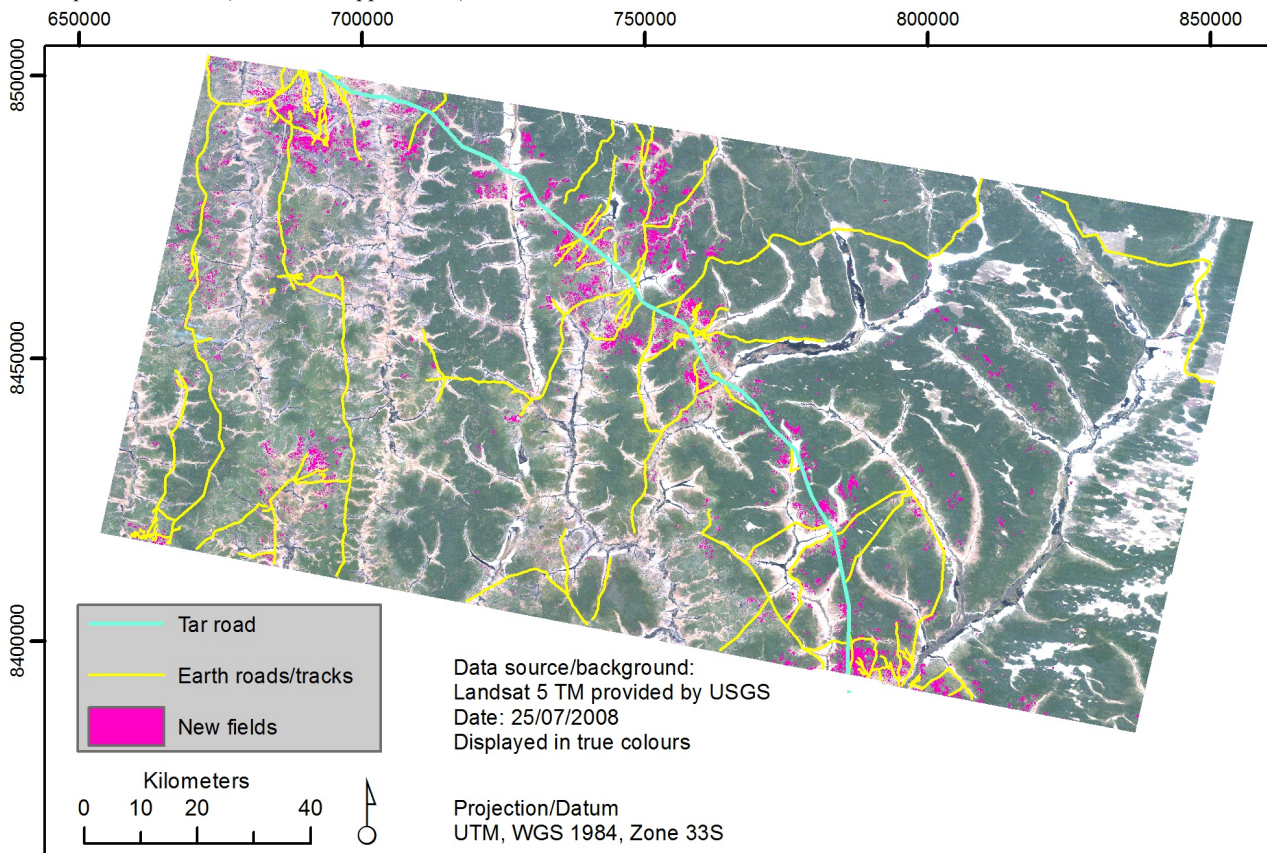 650000 700000 750000 800000 850000
8500000
8450000
8400000
Tar road
Earth roads/tracks
New fields
Kilometers
0 10 20 40
Data source/background:
Landsat 5 TM provided by USGS
Date: 25/07/2008
Displayed in true colours
Projection/Datum
UTM, WGS 1984, Zone 33S